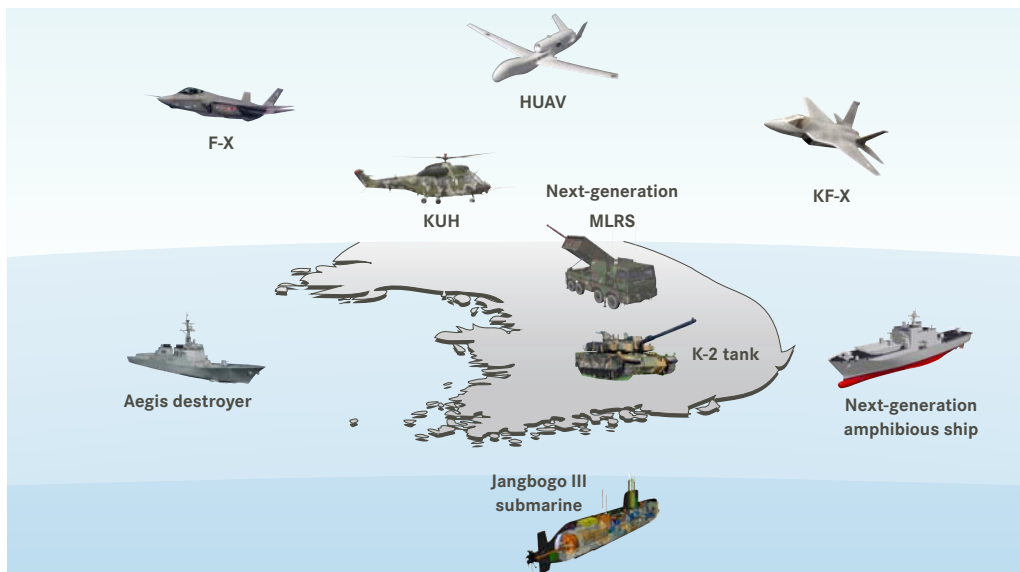 HUAV
F-X
KF-X
KUH
Next-generation
MLRS
K-2 tank
Aegis destroyer
Next-generation
amphibious ship
Jangbogo III
submarine